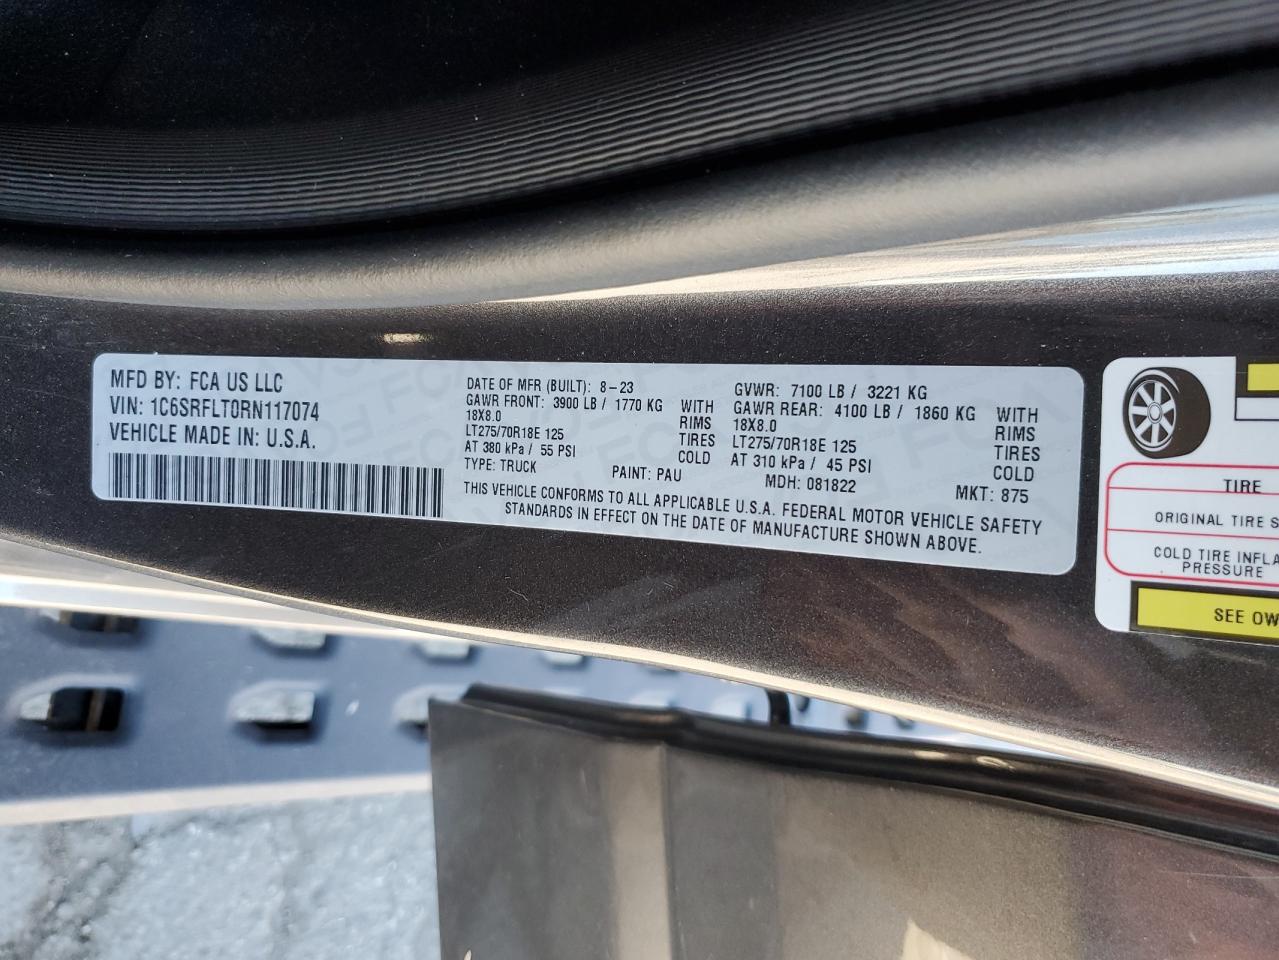 MFD BY: FCA US LLC
VIN: 1C6SRFLT0RN117074
VEHICLE MADE IN: U.S.A.
DATE OF MFR (BUILT): 8-23
GAWR FRONT: 3900 LB / 1770 KG WITH
18X8.0 RIMS
LT275/70R18E 125 TIRES
AT 380 kPa / 55 PSI COLD
TYPE: TRUCK PAINT: PAU
GVWR: 7100 LB / 3221 KG
GAWR REAR: 4100 LB / 1860 KG WITH
18X8.0 RIMS
LT275/70R18E 125 TIRES
AT 310 kPa / 45 PSI COLD
MDH: 081822 MKT: 875
THIS VEHICLE CONFORMS TO ALL APPLICABLE U.S.A. FEDERAL MOTOR VEHICLE SAFETY
STANDARDS IN EFFECT ON THE DATE OF MANUFACTURE SHOWN ABOVE.
TIRE
ORIGINAL TIRE S
COLD TIRE INFLA
PRESSURE
SEE OW